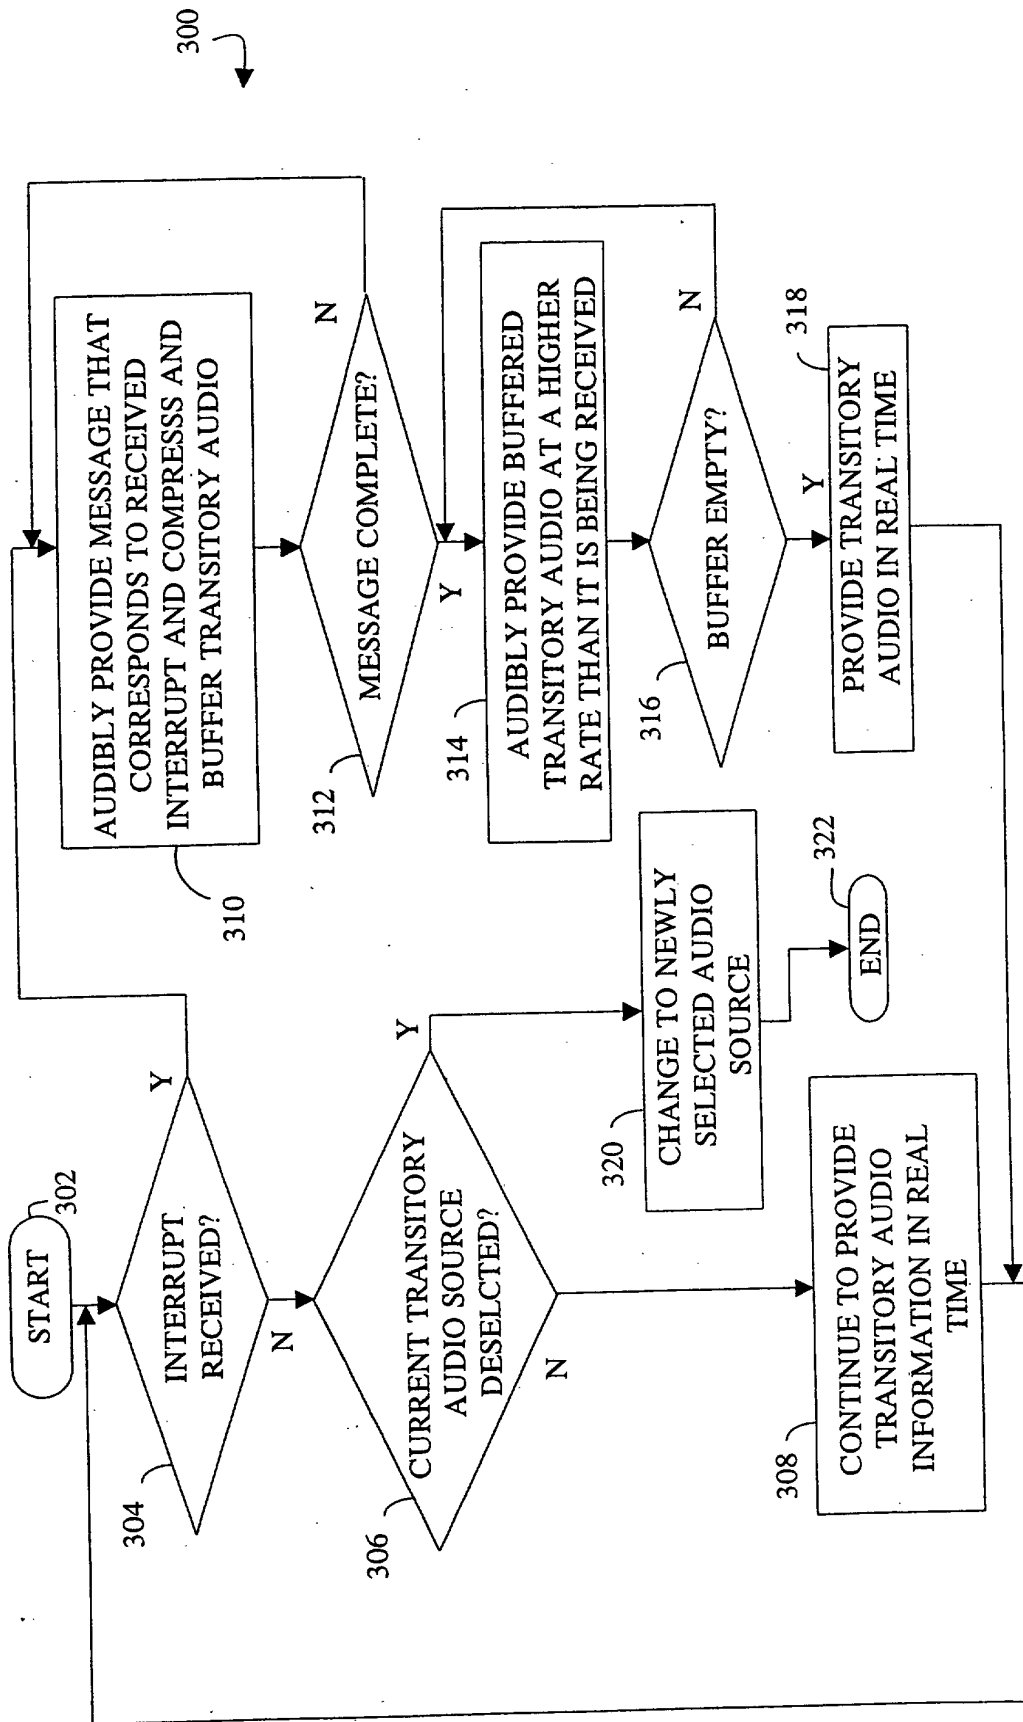 300
START
302
INTERRUPT
RECEIVED?
304
Y
N
CURRENT TRANSITORY
AUDIO SOURCE
DESELCTED?
306
Y
N
CONTINUE TO PROVIDE
TRANSITORY AUDIO
INFORMATION IN REAL
TIME
308
AUDIBLY PROVIDE MESSAGE THAT
CORRESPONDS TO RECEIVED
INTERRUPT AND COMPRESS AND
BUFFER TRANSITORY AUDIO
310
MESSAGE COMPLETE?
312
N
Y
AUDIBLY PROVIDE BUFFERED
TRANSITORY AUDIO AT A HIGHER
RATE THAN IT IS BEING RECEIVED
314
BUFFER EMPTY?
316
N
Y
PROVIDE TRANSITORY
AUDIO IN REAL TIME
318
CHANGE TO NEWLY
SELECTED AUDIO
SOURCE
320
END
322